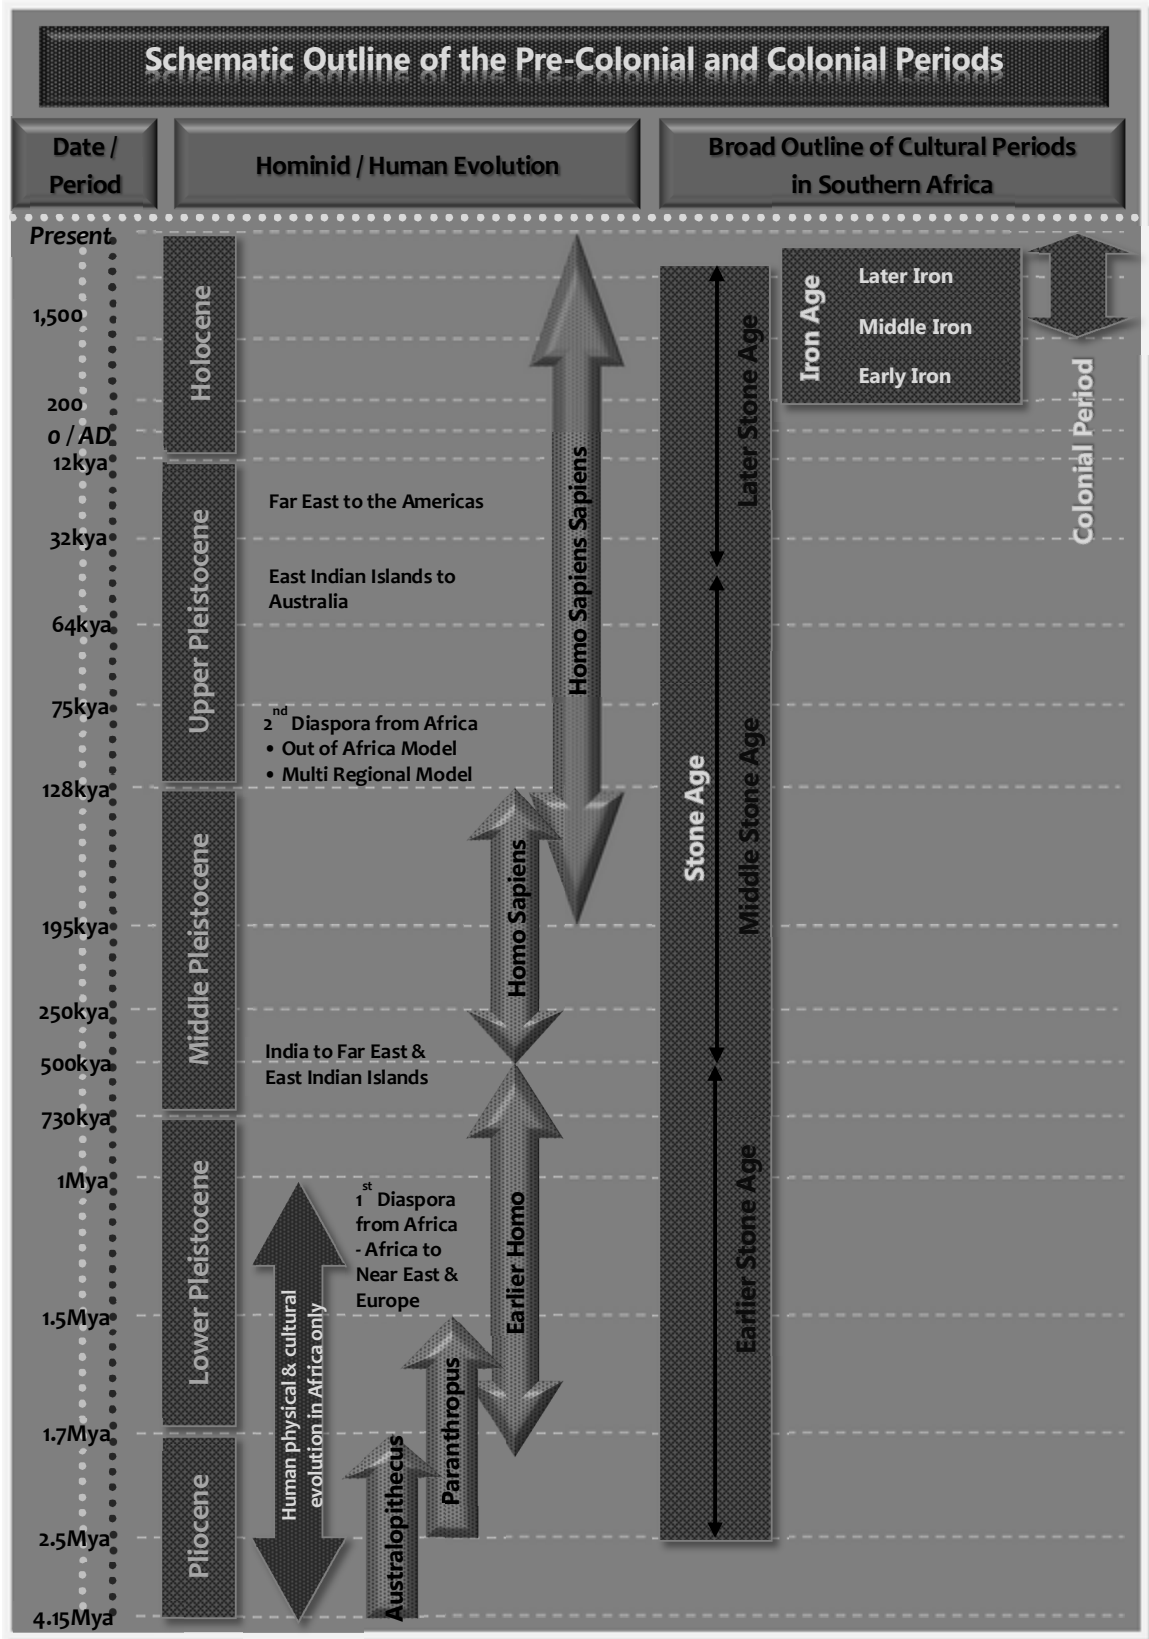 Schematic Outline of the Pre-Colonial and Colonial Periods
Date /
Period
Hominid / Human Evolution
Broad Outline of Cultural Periods
in Southern Africa
Present
1,500
200
0 / AD
12kya
32kya
64kya
75kya
128kya
195kya
250kya
500kya
730kya
1Mya
1.5Mya
1.7Mya
2.5Mya
4.15Mya
Holocene
Upper Pleistocene
Middle Pleistocene
Lower Pleistocene
Pliocene
Far East to the Americas
East Indian Islands to
Australia
2nd Diaspora from Africa
• Out of Africa Model
• Multi Regional Model
India to Far East &
East Indian Islands
1st Diaspora
from Africa
- Africa to
Near East &
Europe
Human physical & cultural
evolution in Africa only
Australopithecus
Paranthropus
Earlier Homo
Homo Sapiens
Homo Sapiens Sapiens
Stone Age
Later Stone Age
Middle Stone Age
Earlier Stone Age
Iron Age
Later Iron
Middle Iron
Early Iron
Colonial Period